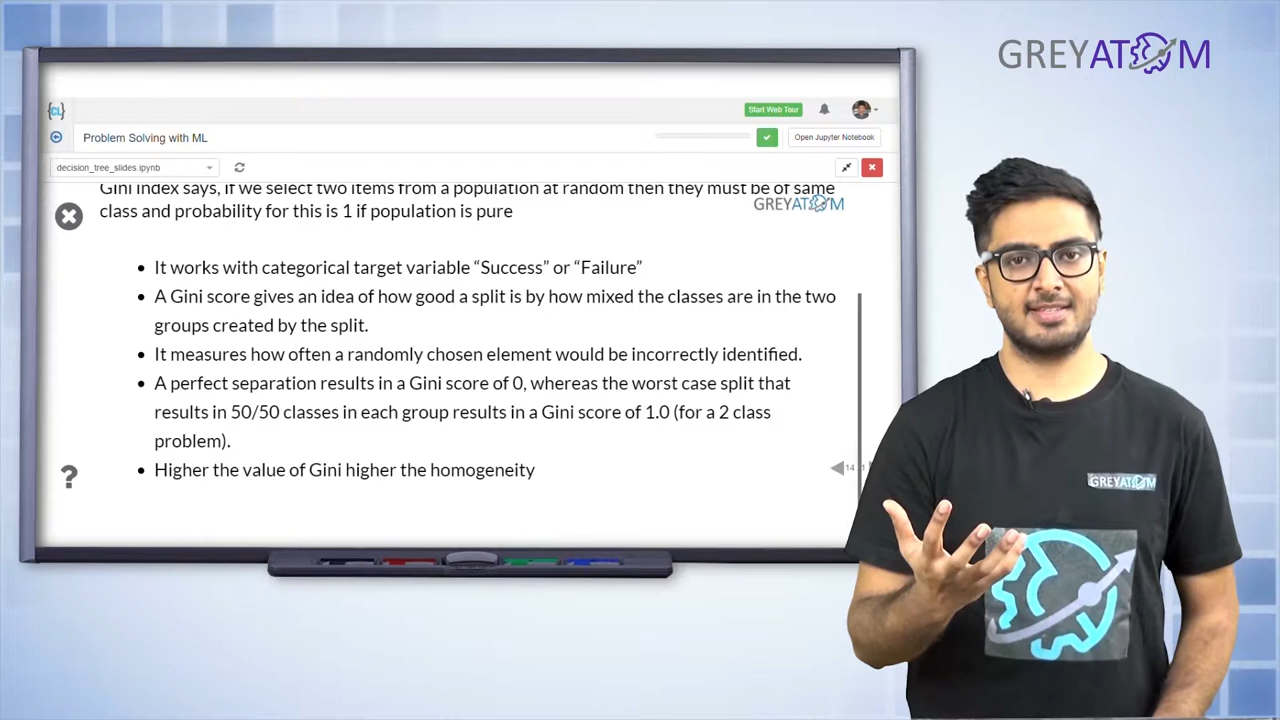 GREYATOM
Start Web Tour
Problem Solving with ML
Open Jupyter Notebook
decision_tree_slides.ipynb
Gini index says, if we select two items from a population at random then they must be of same
class and probability for this is 1 if population is pure
GREYATOM
It works with categorical target variable “Success” or “Failure”
A Gini score gives an idea of how good a split is by how mixed the classes are in the two
groups created by the split.
It measures how often a randomly chosen element would be incorrectly identified.
A perfect separation results in a Gini score of 0, whereas the worst case split that
results in 50/50 classes in each group results in a Gini score of 1.0 (for a 2 class
problem).
Higher the value of Gini higher the homogeneity
?
GREYATOM